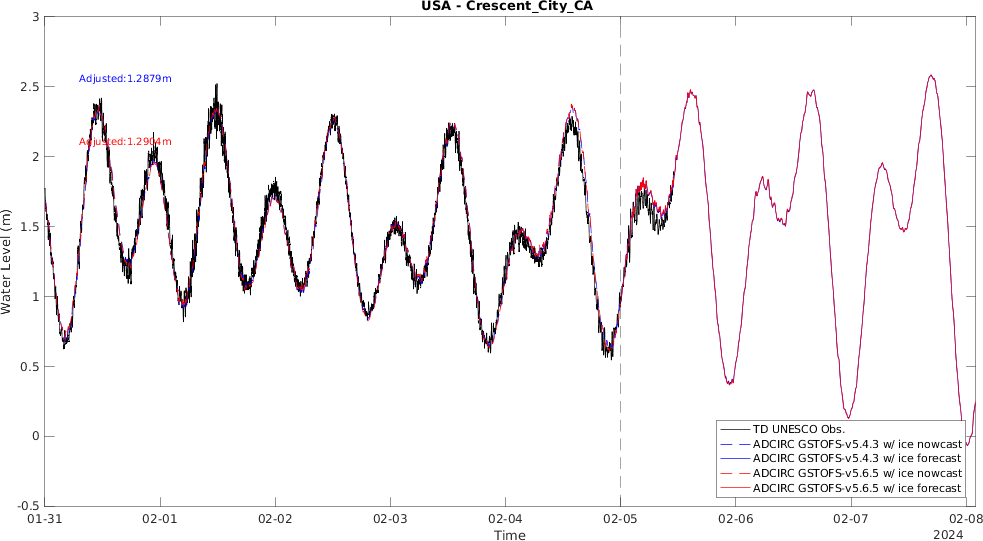 USA - Crescent_City_CA
3
2.5
2
1.5
1
0.5
0
-0.5
Water Level (m)
Adjusted:1.2879m
Adjusted:1.2904m
TD UNESCO Obs.
ADCIRC GSTOFS-v5.4.3 w/ ice nowcast
ADCIRC GSTOFS-v5.4.3 w/ ice forecast
ADCIRC GSTOFS-v5.6.5 w/ ice nowcast
ADCIRC GSTOFS-v5.6.5 w/ ice forecast
01-31 02-01 02-02 02-03 02-04 02-05 02-06 02-07 02-08
2024
Time